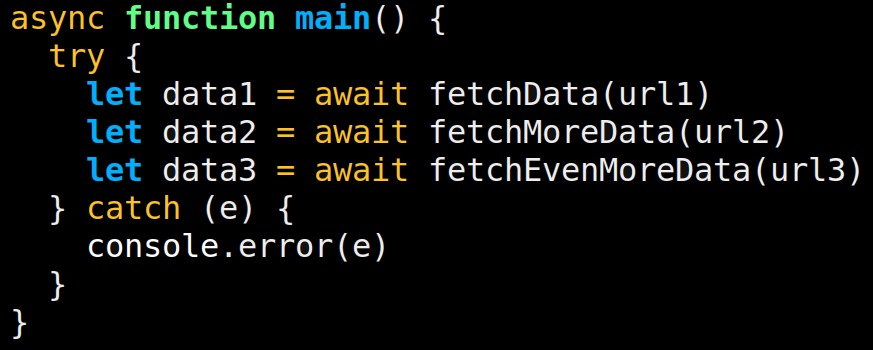 async function main() {
  try {
    let data1 = await fetchData(url1)
    let data2 = await fetchMoreData(url2)
    let data3 = await fetchEvenMoreData(url3)
  } catch (e) {
    console.error(e)
  }
}